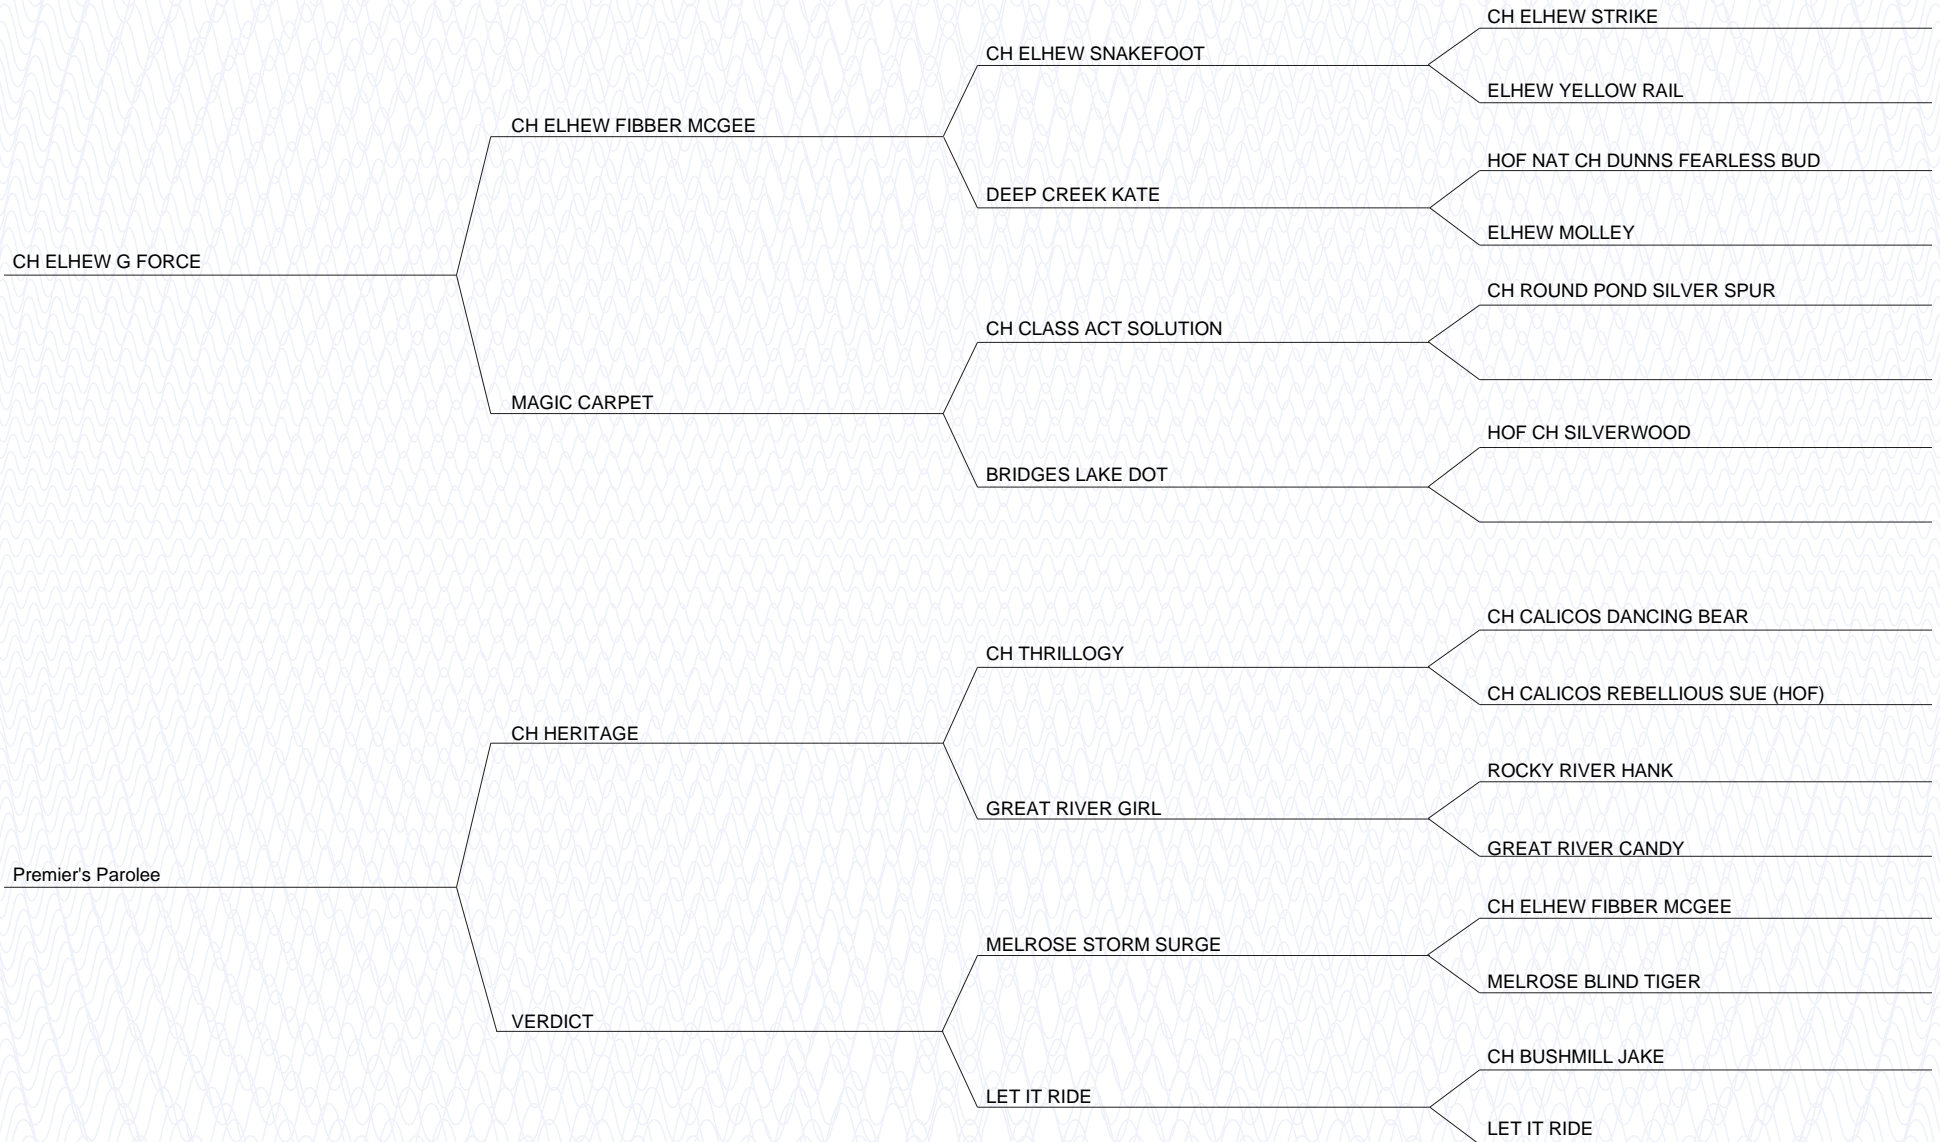 CH ELHEW STRIKE
CH ELHEW SNAKEFOOT
ELHEW YELLOW RAIL
CH ELHEW FIBBER MCGEE
HOF NAT CH DUNNS FEARLESS BUD
DEEP CREEK KATE
ELHEW MOLLEY
CH ELHEW G FORCE
CH ROUND POND SILVER SPUR
CH CLASS ACT SOLUTION
MAGIC CARPET
HOF CH SILVERWOOD
BRIDGES LAKE DOT
CH CALICOS DANCING BEAR
CH THRILLOGY
CH CALICOS REBELLIOUS SUE (HOF)
CH HERITAGE
ROCKY RIVER HANK
GREAT RIVER GIRL
GREAT RIVER CANDY
Premier's Parolee
CH ELHEW FIBBER MCGEE
MELROSE STORM SURGE
MELROSE BLIND TIGER
VERDICT
CH BUSHMILL JAKE
LET IT RIDE
LET IT RIDE